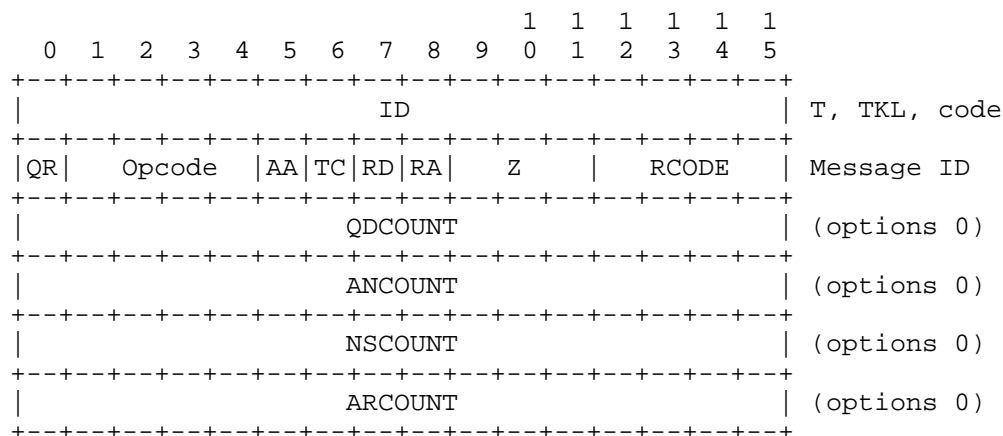 1  1  1  1  1  1
  0  1  2  3  4  5  6  7  8  9  0  1  2  3  4  5
+--+--+--+--+--+--+--+--+--+--+--+--+--+--+--+--+
|                      ID                       | T, TKL, code
+--+--+--+--+--+--+--+--+--+--+--+--+--+--+--+--+
|QR|   Opcode  |AA|TC|RD|RA|   Z    |   RCODE   | Message ID
+--+--+--+--+--+--+--+--+--+--+--+--+--+--+--+--+
|                    QDCOUNT                    | (options 0)
+--+--+--+--+--+--+--+--+--+--+--+--+--+--+--+--+
|                    ANCOUNT                    | (options 0)
+--+--+--+--+--+--+--+--+--+--+--+--+--+--+--+--+
|                    NSCOUNT                    | (options 0)
+--+--+--+--+--+--+--+--+--+--+--+--+--+--+--+--+
|                    ARCOUNT                    | (options 0)
+--+--+--+--+--+--+--+--+--+--+--+--+--+--+--+--+